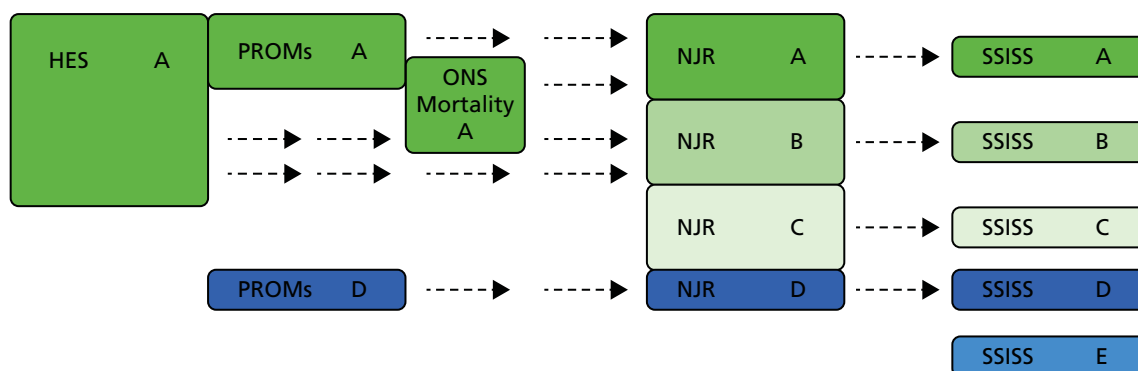 HES A
PROMs A
ONS
Mortality
A
NJR A
SSISS A
NJR B
SSISS B
NJR C
SSISS C
PROMs D
NJR D
SSISS D
SSISS E